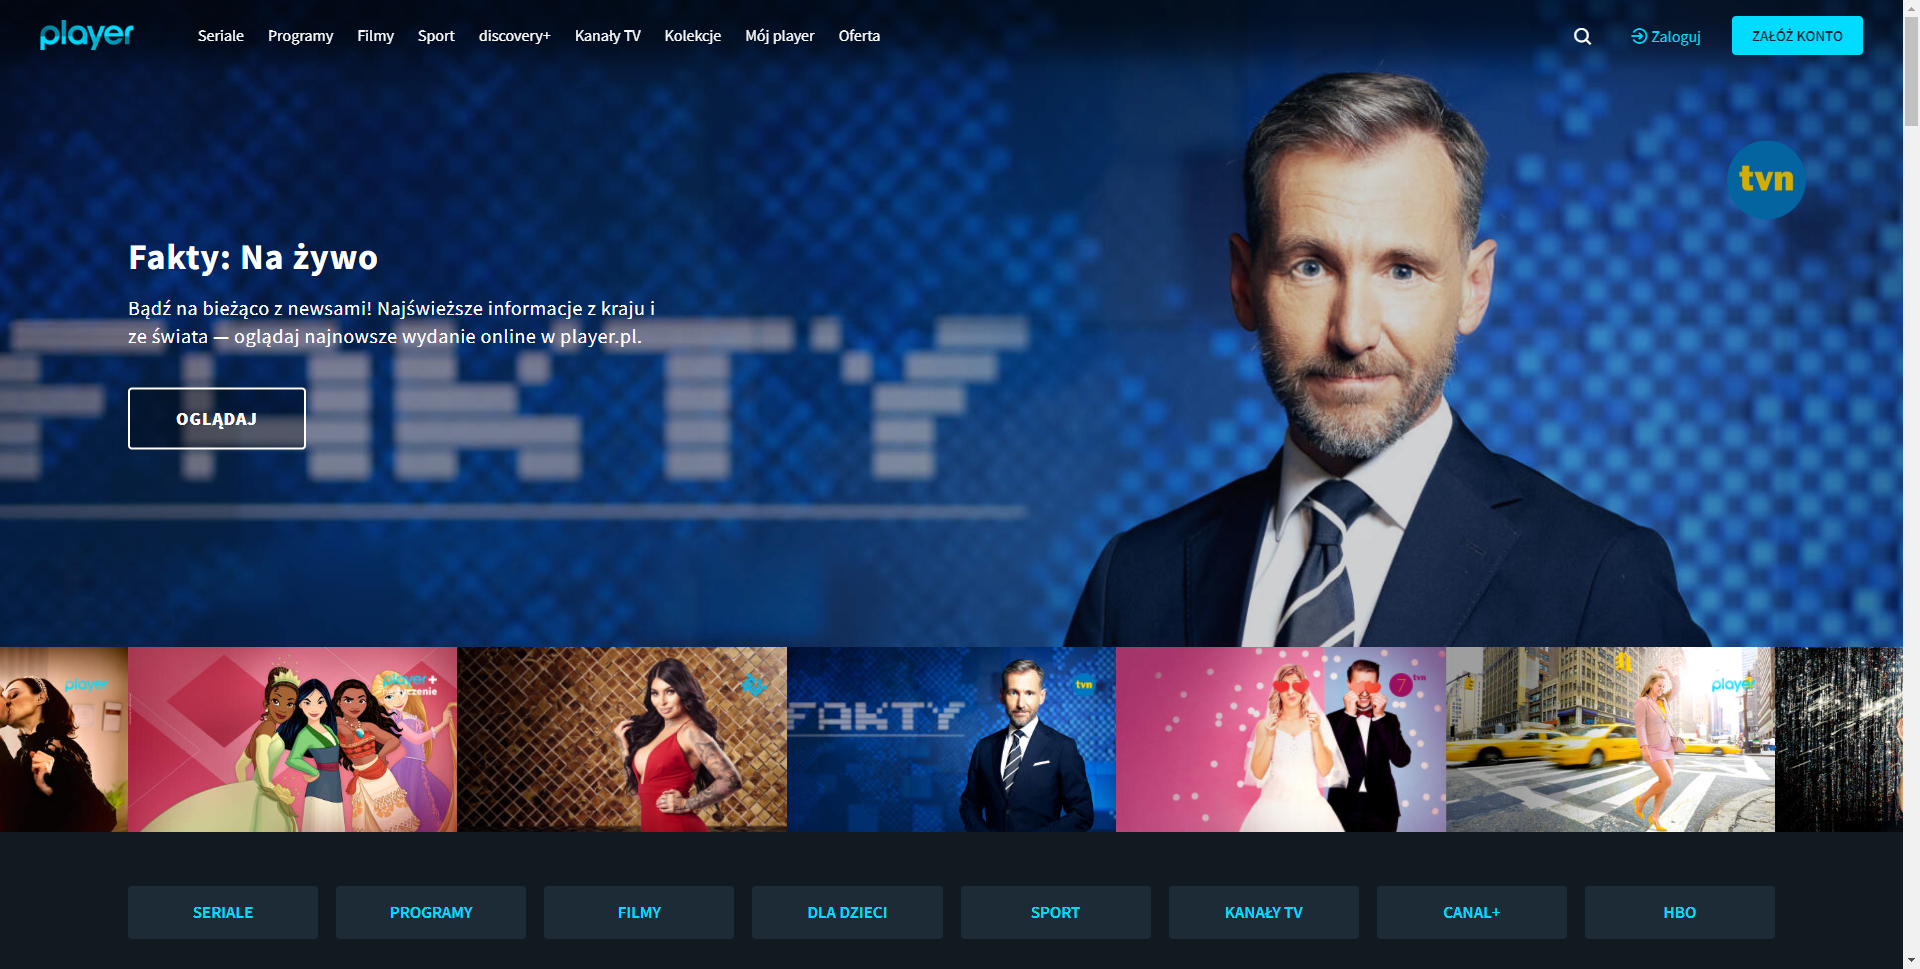 player
Seriale Programy Filmy Sport discovery+ Kanały TV Kolekcje Mój player Oferta
Zaloguj
ZAŁÓŻ KONTO
tvn
Fakty: Na żywo
Bądź na bieżąco z newsami! Najświeższe informacje z kraju i
ze świata — oglądaj najnowsze wydanie online w player.pl.
FAKTY
OGLĄDAJ
player
player+
FAKTY
tvn
7 tvn
player
SERIALE PROGRAMY FILMY DLA DZIECI SPORT KANAŁY TV CANAL+ HBO